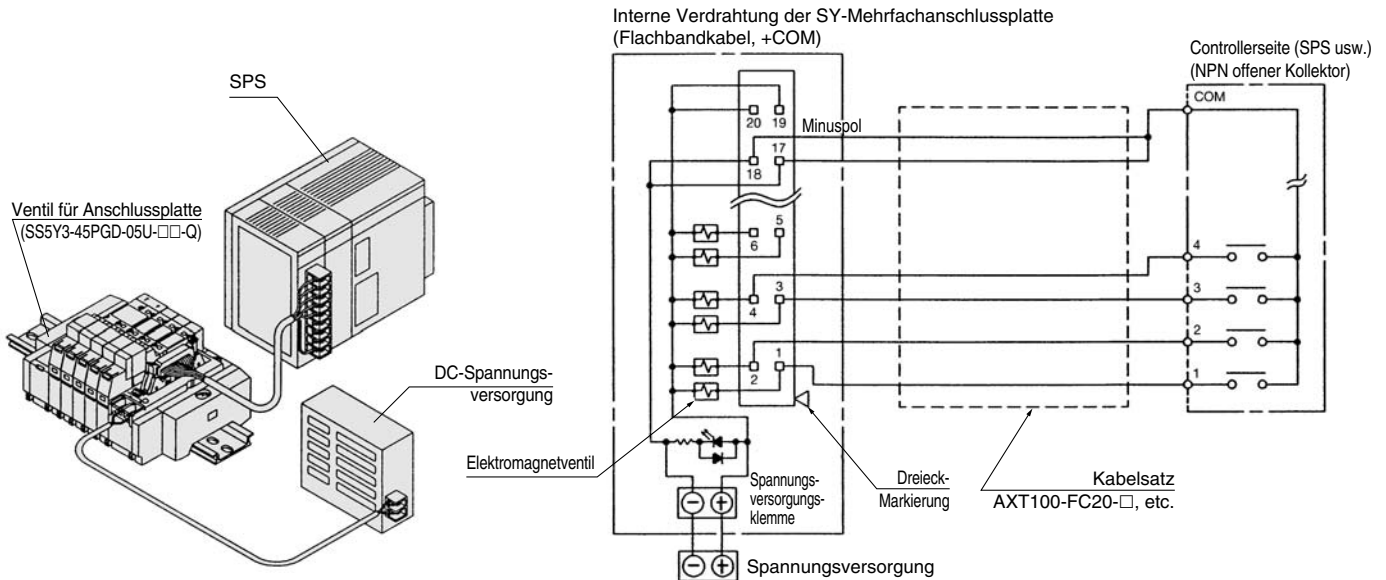 Interne Verdrahtung der SY-Mehrfachanschlussplatte
(Flachbandkabel, +COM)
Controllerseite (SPS usw.)
(NPN offener Kollektor)
COM
SPS
20 19
Minuspol
17
18
Ventil für Anschlussplatte
(SS5Y3-45PGD-05U-□□-Q)
5
6
4
3
4
3
2
1
2
1
DC-Spannungs-
versorgung
Elektromagnetventil
Spannungs-
versorgungs-
klemme
Dreieck-
Markierung
Kabelsatz
AXT100-FC20-□, etc.
− +
− + Spannungsversorgung